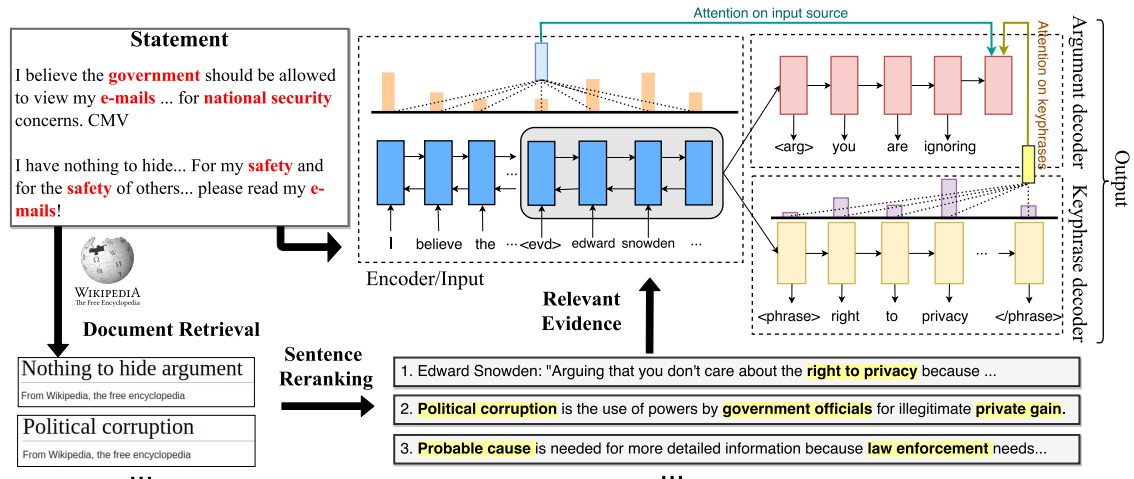 Statement
I believe the government should be allowed
to view my e-mails ... for national security
concerns. CMV
I have nothing to hide... For my safety and
for the safety of others... please read my e-
mails!
Attention on input source
Attention on keyphrases
Argument decoder
<arg> you are ignoring
I believe the ... <evd> edward snowden ...
...
Encoder/Input
Keyphrase decoder
...
<phrase> right to privacy </phrase>
Output
WIKIPEDIA
The Free Encyclopedia
Document Retrieval
Relevant
Evidence
Nothing to hide argument
From Wikipedia, the free encyclopedia
Political corruption
From Wikipedia, the free encyclopedia
...
Sentence
Reranking
1. Edward Snowden: "Arguing that you don't care about the right to privacy because ...
2. Political corruption is the use of powers by government officials for illegitimate private gain.
3. Probable cause is needed for more detailed information because law enforcement needs...
...